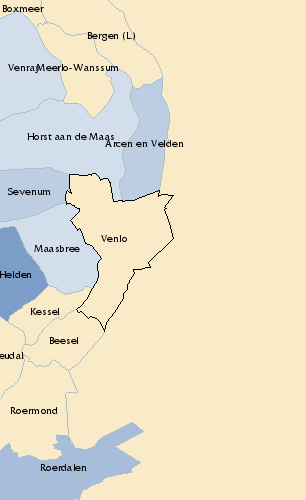 Boxmeer
Bergen (L.)
Venray
Meerlo-Wanssum
Horst aan de Maas
Arcen en Velden
Sevenum
Venlo
Maasbree
Helden
Kessel
Beesel
eudal
Roermond
Roerdalen